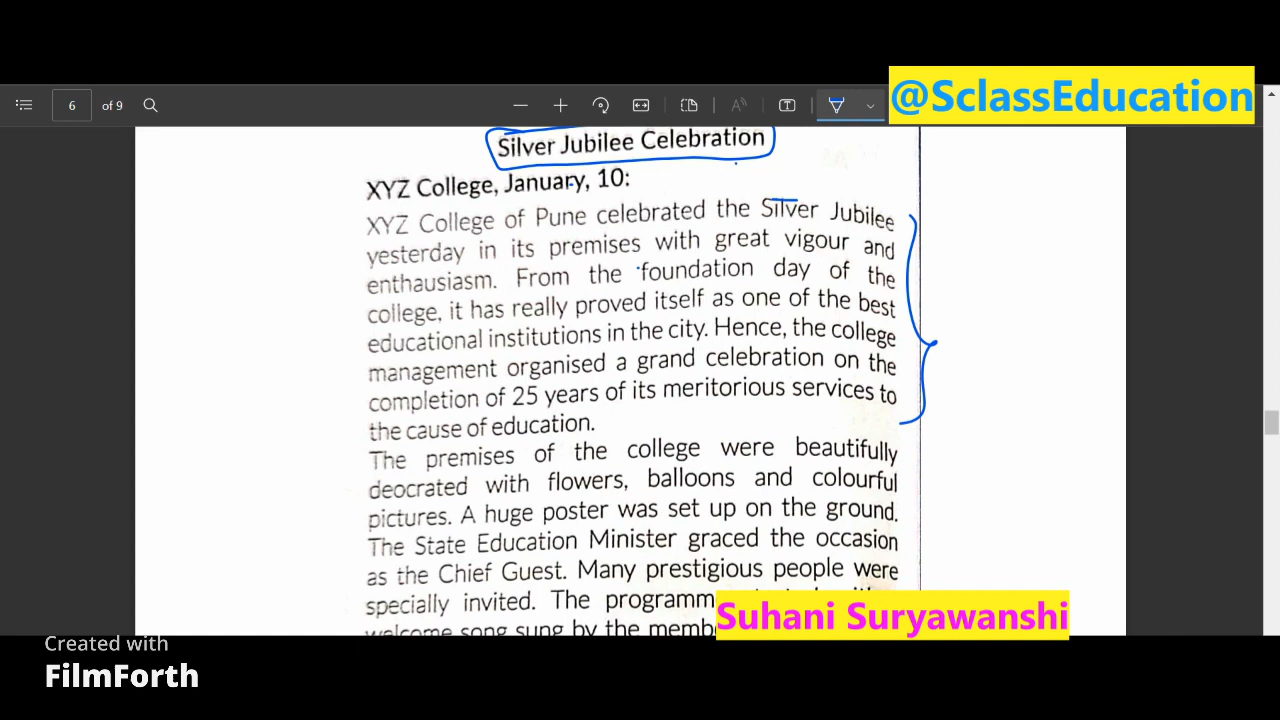 @SclassEducation
6 of 9
Silver Jubilee Celebration
XYZ College, January, 10:
XYZ College of Pune celebrated the Silver Jubilee
yesterday in its premises with great vigour and
enthausiasm. From the foundation day of the
college, it has really proved itself as one of the best
educational institutions in the city. Hence, the college
management organised a grand celebration on the
completion of 25 years of its meritorious services to
the cause of education.
The premises of the college were beautifully
deocrated with flowers, balloons and colourful
pictures. A huge poster was set up on the ground.
The State Education Minister graced the occasion
as the Chief Guest. Many prestigious people were
specially invited. The
Suhani Suryawanshi
welcome song sung by the
Created with
FilmForth